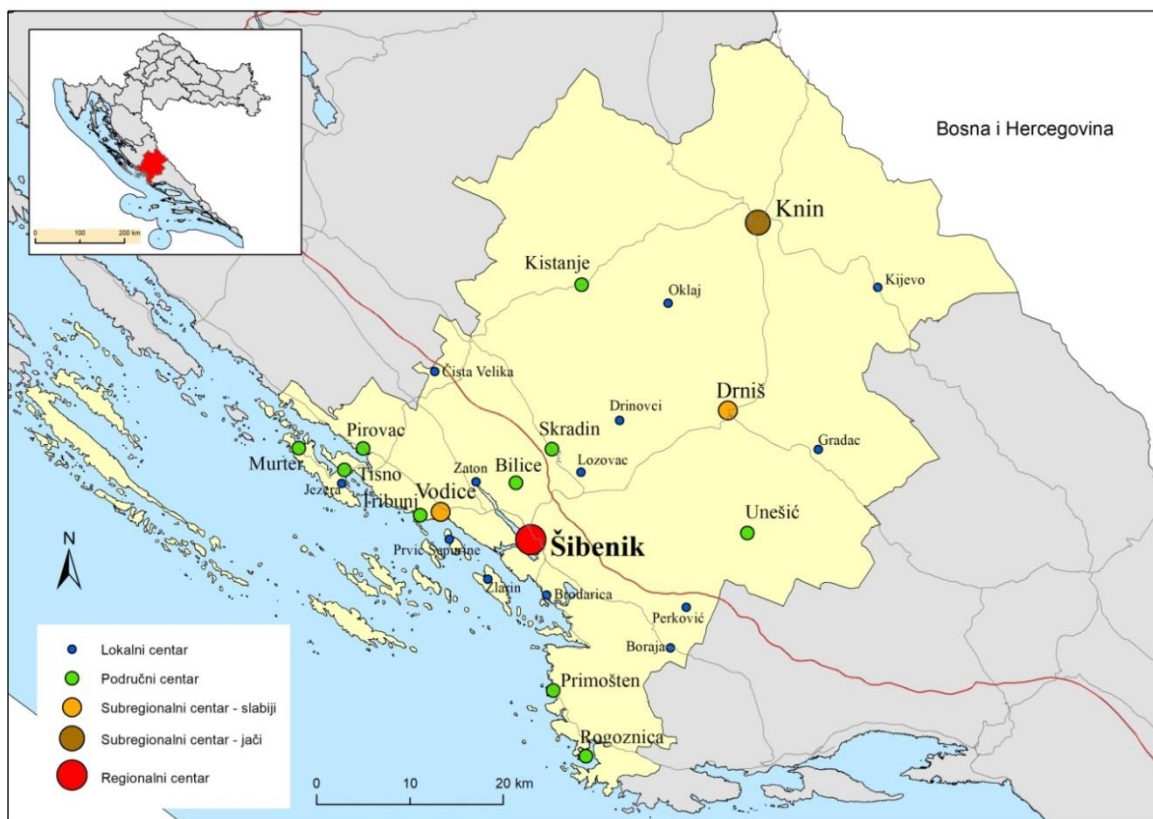 Bosna i Hercegovina
0 100 200 km
Knin
Kistanje
Oklaj
Kijevo
Čista Velika
Drniš
Drinovci
Pirovac
Skradin
Gradac
Murter
Tisno
Zaton
Bilice
Lozovac
Jezera
Tribunj
Vodice
Unešić
Šibenik
Prvić Šepurine
N
Zlarin
Brodarica
Perković
Boraja
Primošten
Rogoznica
Lokalni centar
Područni centar
Subregionalni centar - slabiji
Subregionalni centar - jači
Regionalni centar
0 10 20 km